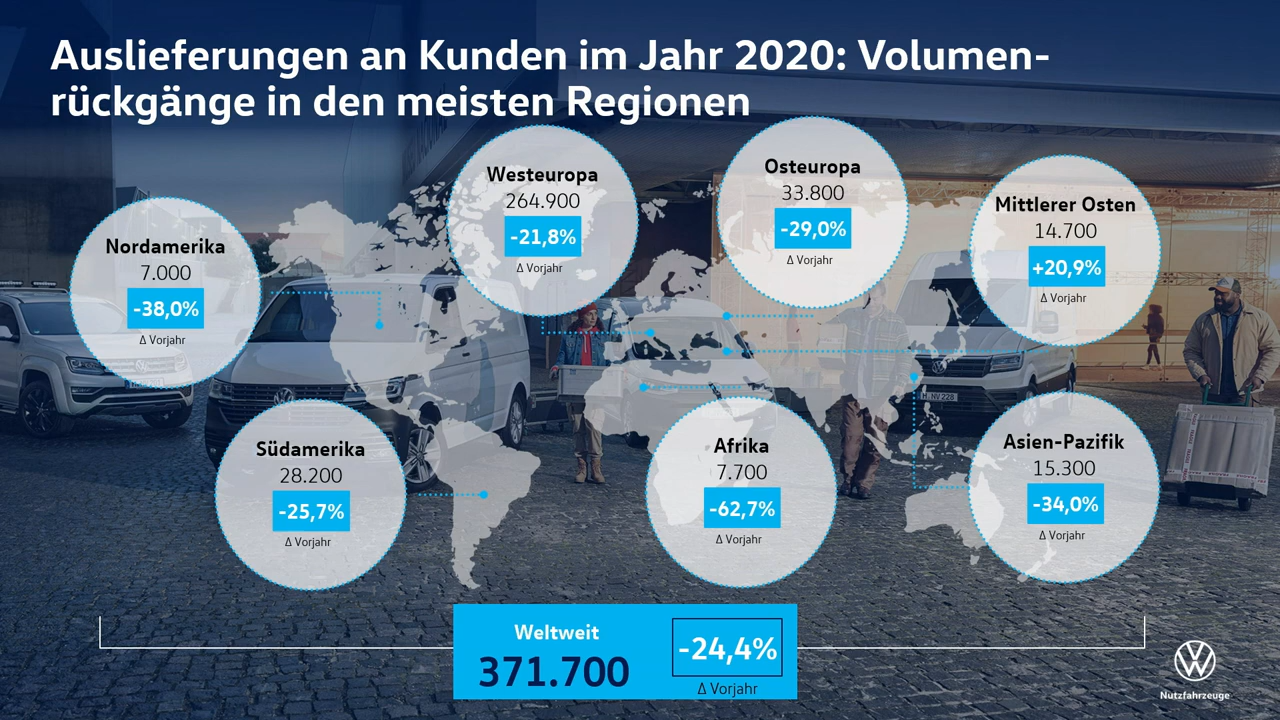 Auslieferungen an Kunden im Jahr 2020: Volumen-
rückgänge in den meisten Regionen
Nordamerika
7.000
-38,0%
Δ Vorjahr
Westeuropa
264.900
-21,8%
Δ Vorjahr
Osteuropa
33.800
-29,0%
Δ Vorjahr
Mittlerer Osten
14.700
+20,9%
Δ Vorjahr
Südamerika
28.200
-25,7%
Δ Vorjahr
Afrika
7.700
-62,7%
Δ Vorjahr
Asien-Pazifik
15.300
-34,0%
Δ Vorjahr
Weltweit
371.700
-24,4%
Δ Vorjahr
Nutzfahrzeuge